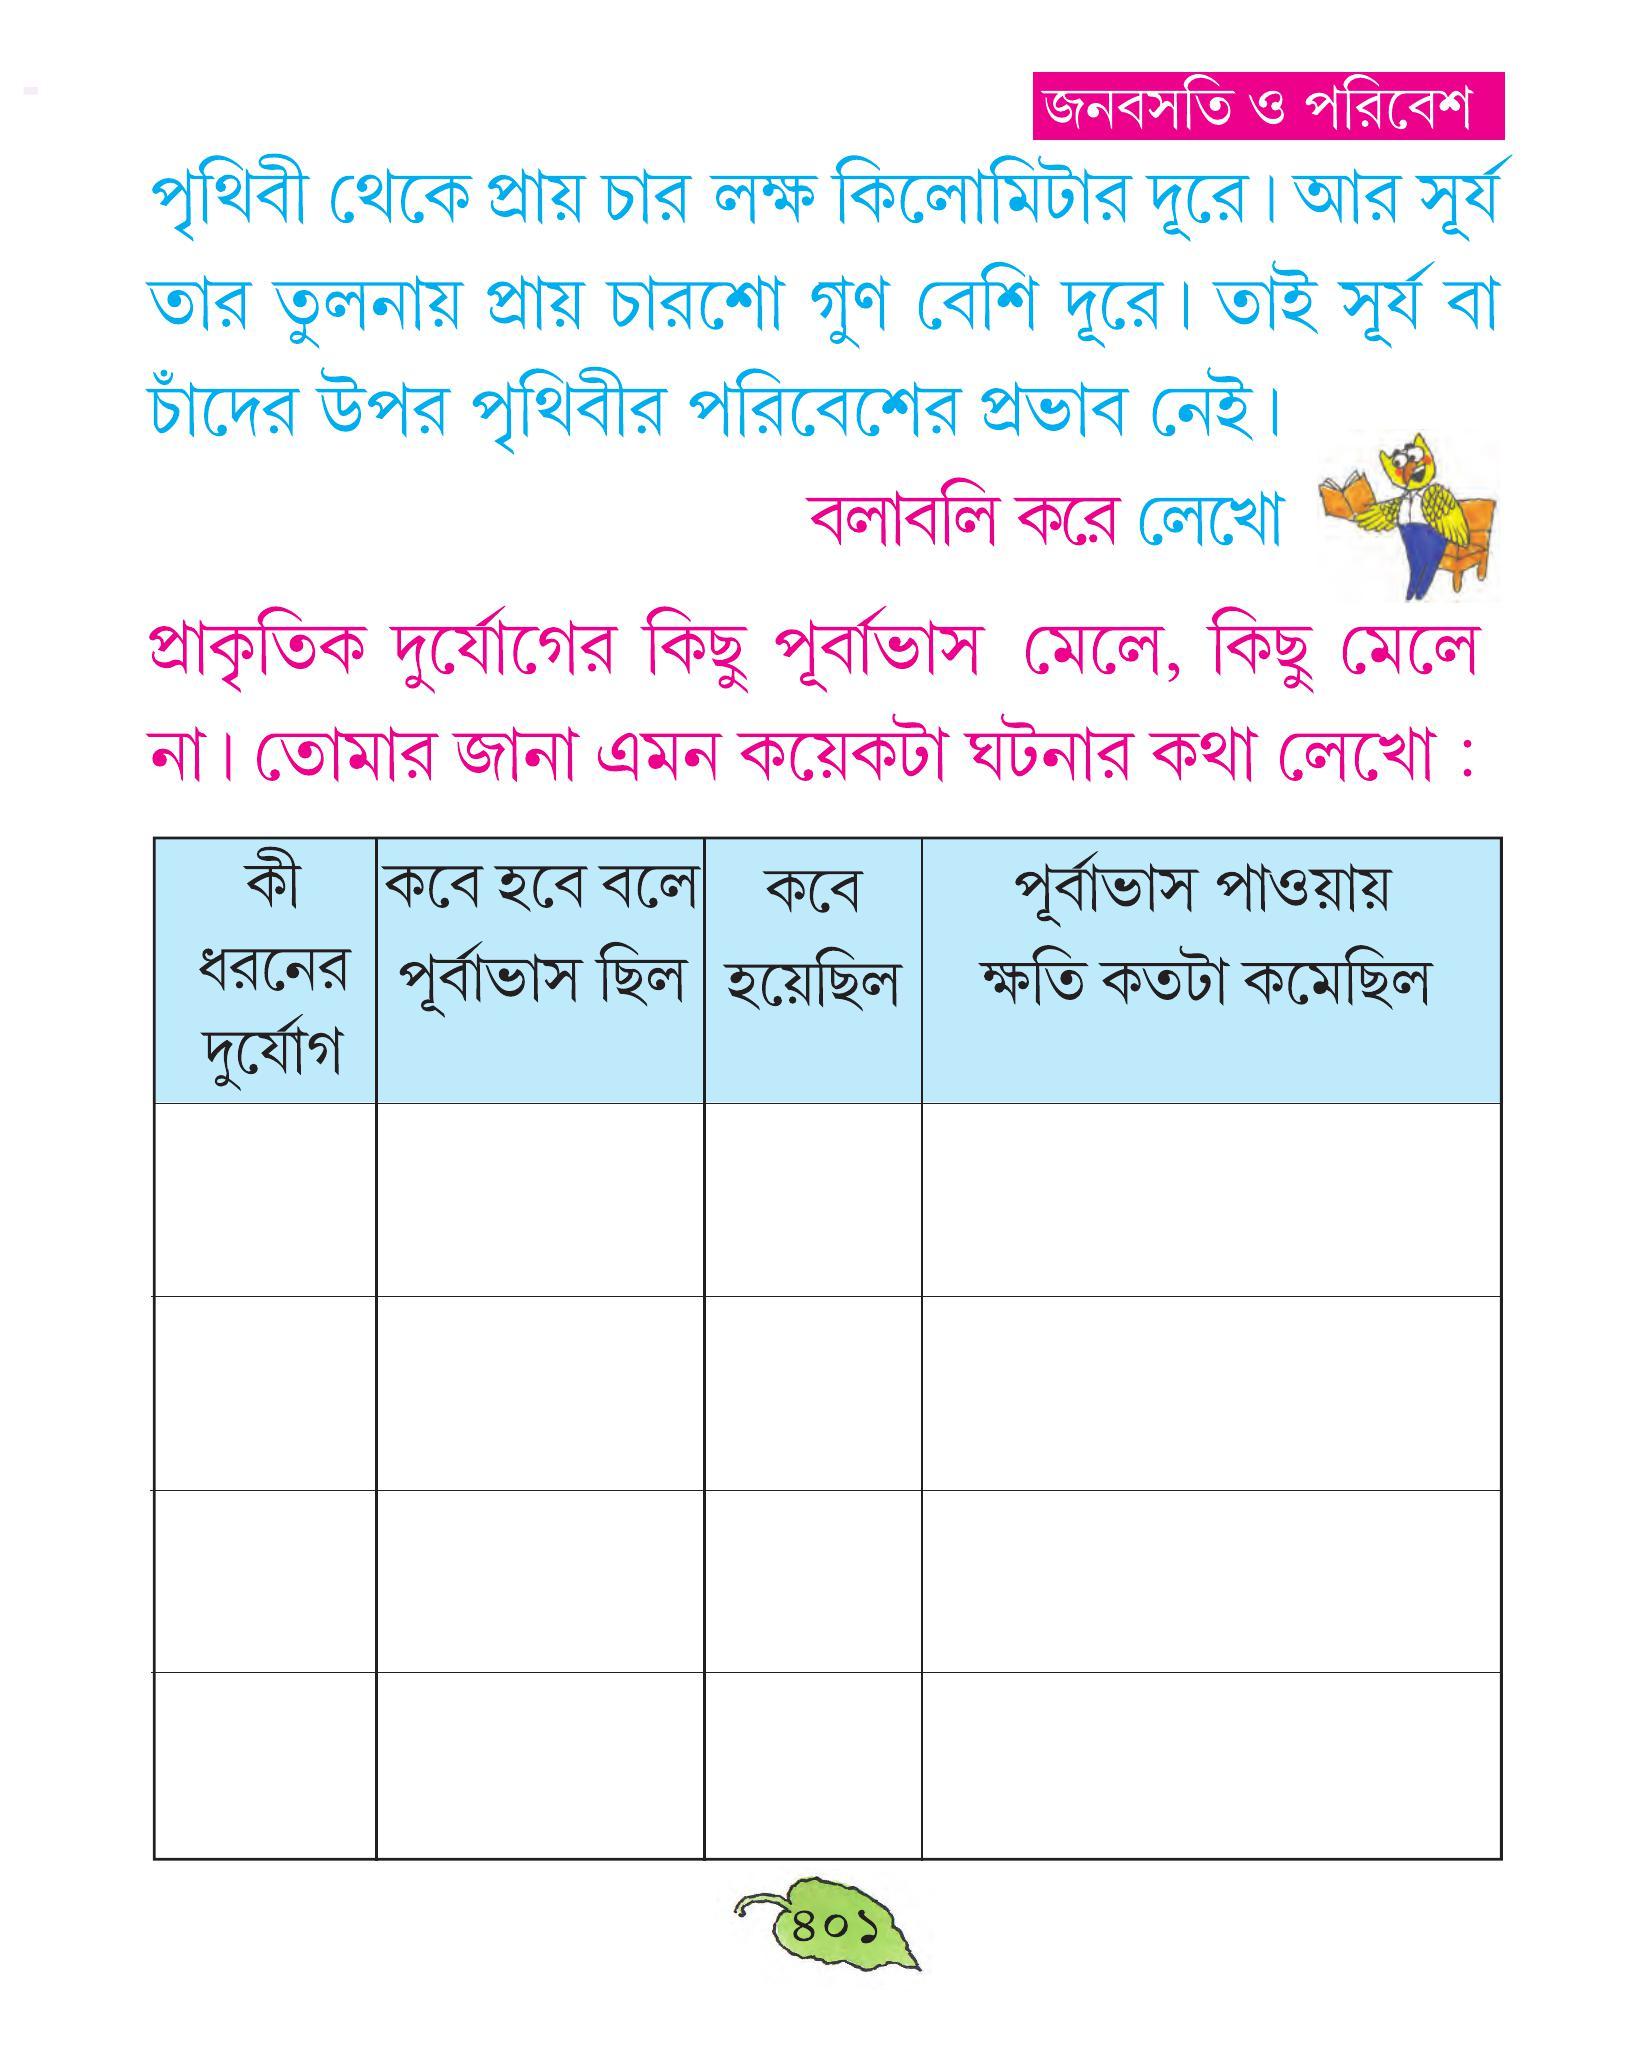 জনবসতি ও পরিবেশ
পৃথিবী থেকে প্রায় চার লক্ষ কিলোমিটার দূরে। আর সূর্য
তার তুলনায় প্রায় চারশো গুণ বেশি দূরে। তাই সূর্য বা
চাঁদের উপর পৃথিবীর পরিবেশের প্রভাব নেই।
বলাবলি করে লেখো
প্রাকৃতিক দুর্যোগের কিছু পূর্বাভাস মেলে, কিছু মেলে
না। তোমার জানা এমন কয়েকটা ঘটনার কথা লেখো :
কী
ধরনের
দুর্যোগ
কবে হবে বলে
পূর্বাভাস ছিল
কবে
হয়েছিল
পূর্বাভাস পাওয়ায়
ক্ষতি কতটা কমেছিল
৪০১